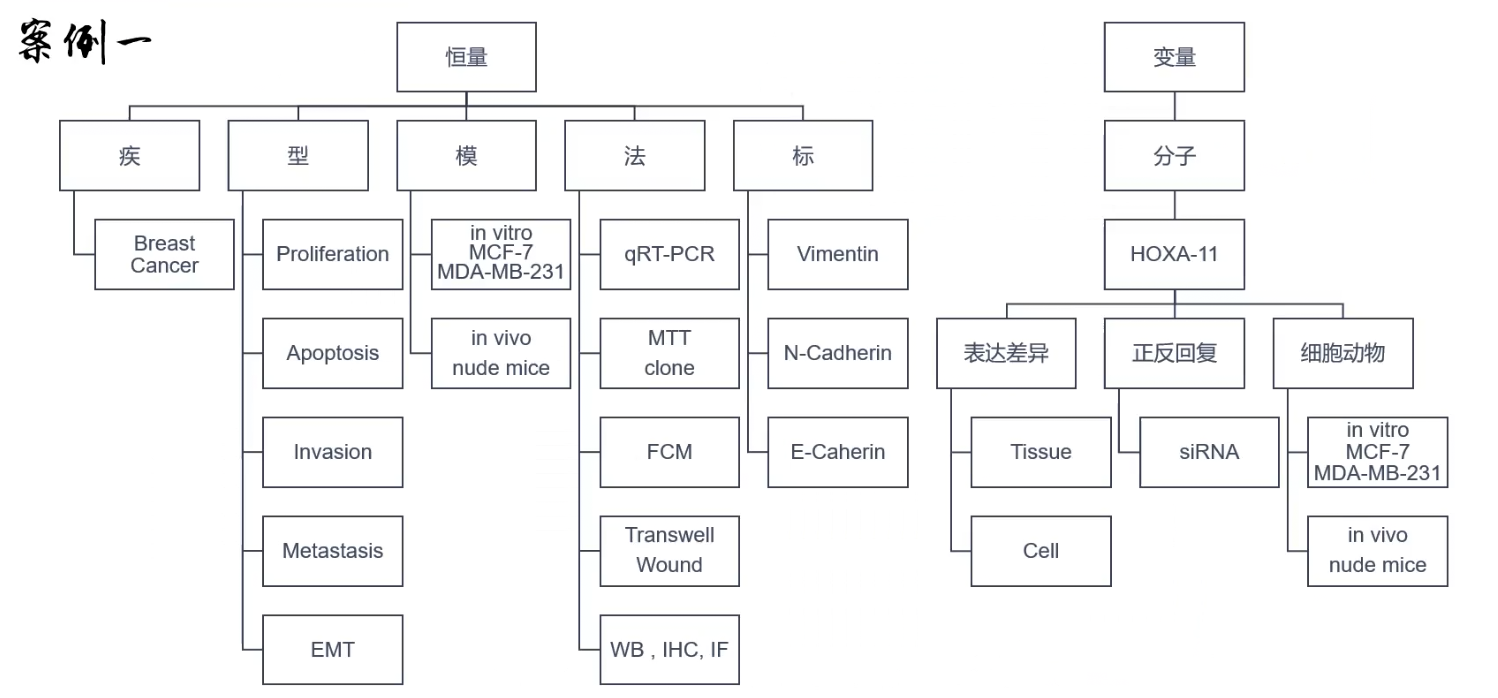 案例一
恒量
变量
疾
型
模
法
标
分子
Breast
Cancer
Proliferation
in vitro
MCF-7
MDA-MB-231
qRT-PCR
Vimentin
HOXA-11
Apoptosis
in vivo
nude mice
MTT
clone
N-Cadherin
表达差异
正反回复
细胞动物
Invasion
FCM
E-Caherin
Tissue
siRNA
in vitro
MCF-7
MDA-MB-231
Metastasis
Transwell
Wound
Cell
in vivo
nude mice
EMT
WB , IHC, IF